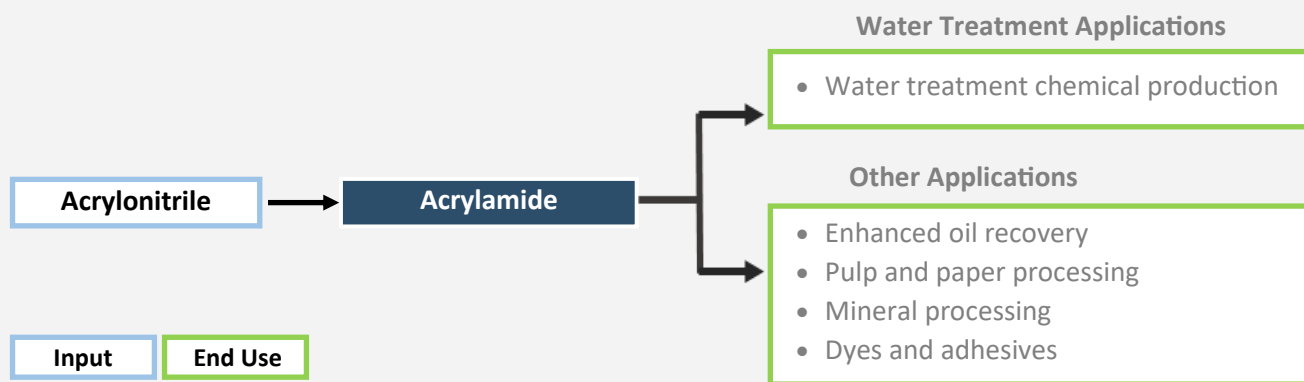 Water Treatment Applications
• Water treatment chemical production
Acrylonitrile
Acrylamide
Other Applications
• Enhanced oil recovery
• Pulp and paper processing
• Mineral processing
• Dyes and adhesives
Input
End Use